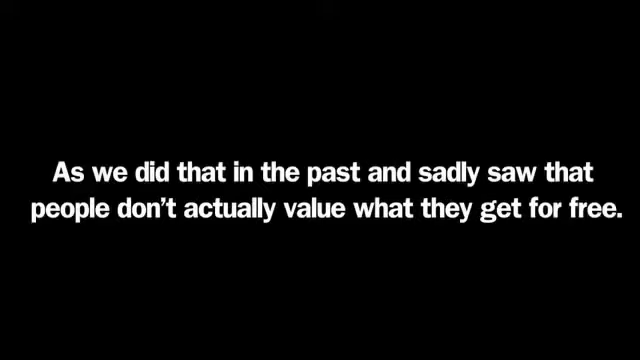 As we did that in the past and sadly saw that
people don't actually value what they get for free.